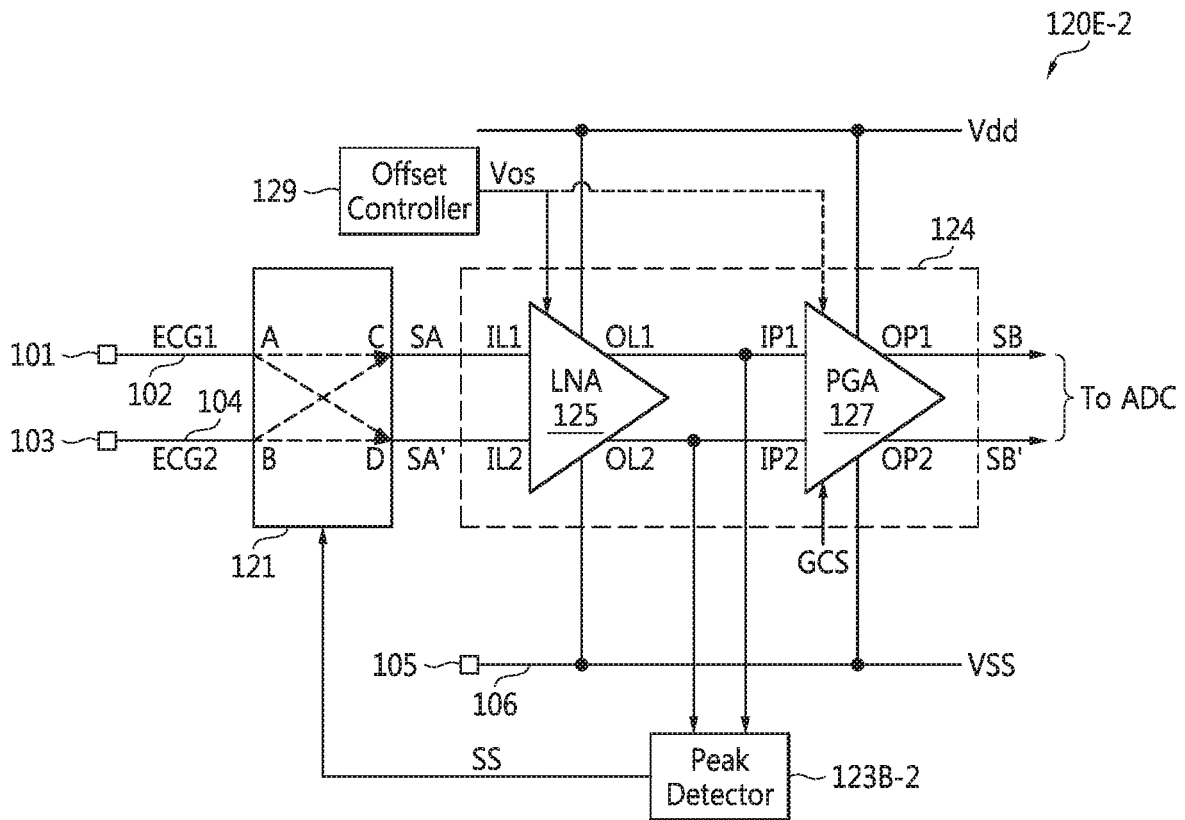 120E-2
Vdd
Offset
Controller
129
Vos
124
ECG1
A
C
SA
IL1
OL1
IP1
OP1
SB
101
102
104
LNA
125
PGA
127
To ADC
103
ECG2
B
D
SA'
IL2
OL2
IP2
OP2
SB'
121
GCS
105
106
VSS
SS
Peak
Detector
123B-2